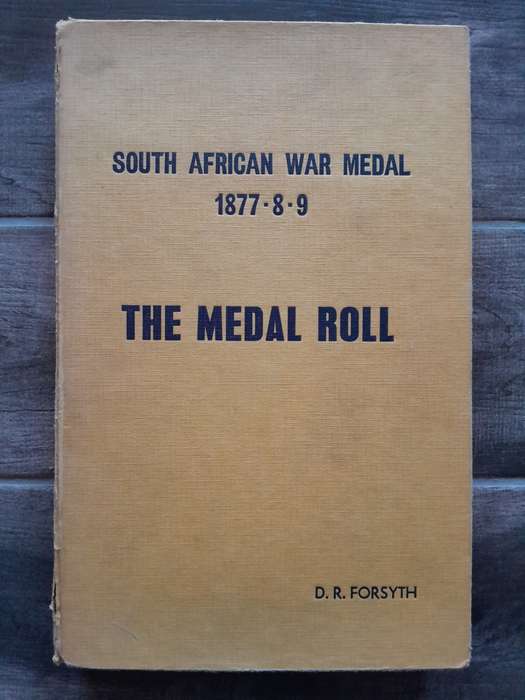 SOUTH AFRICAN WAR MEDAL
1877·8·9
THE MEDAL ROLL
D. R. FORSYTH